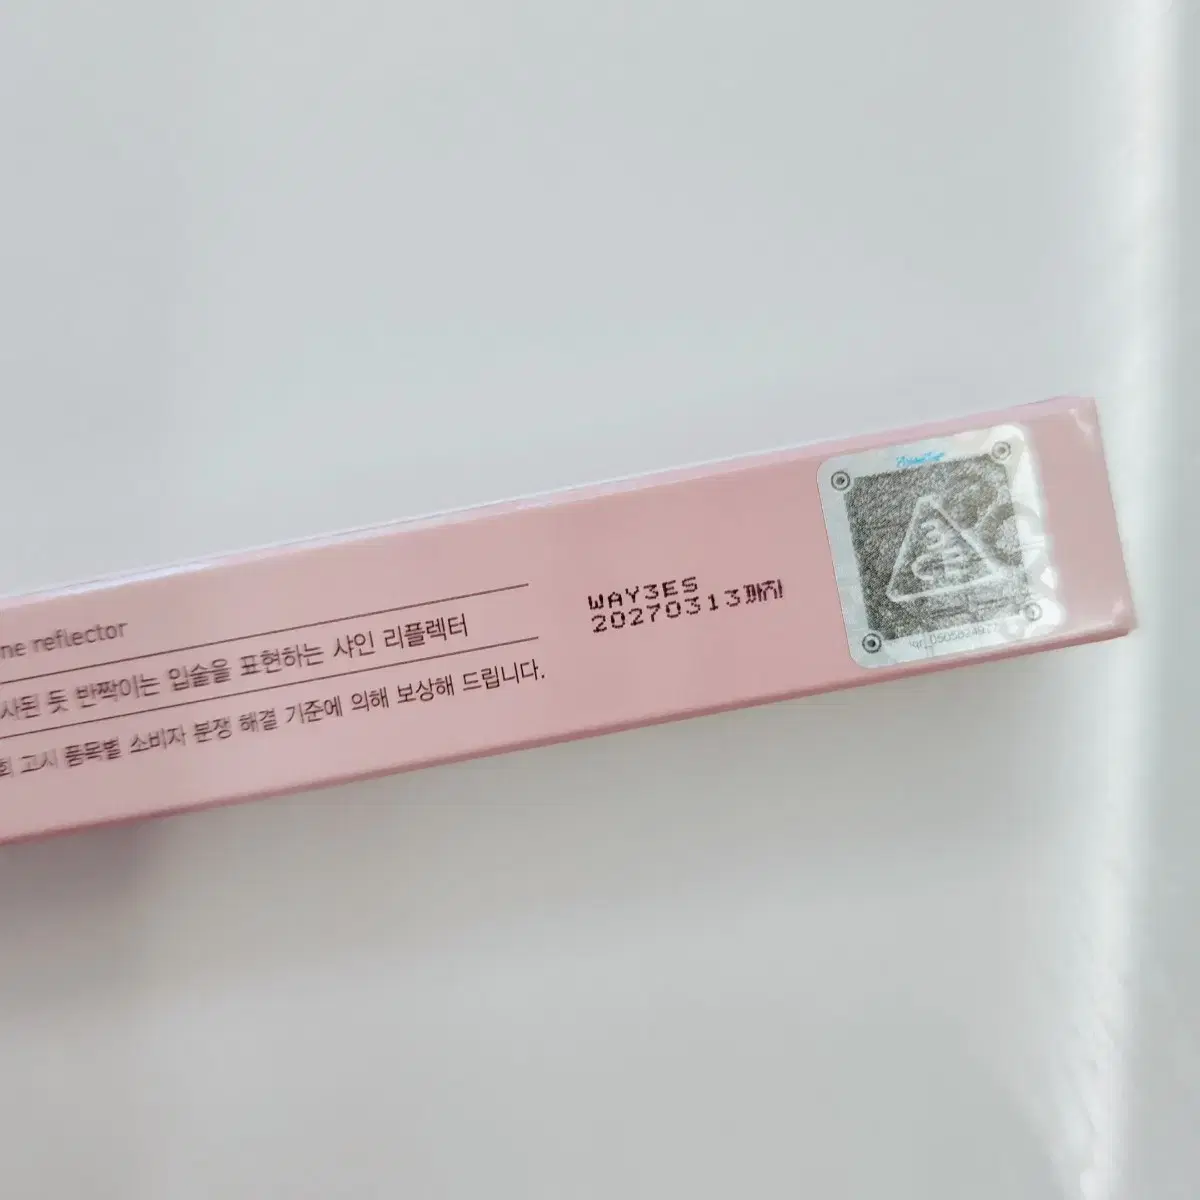 reflector
사된 듯 반짝이는 입술을 표현하는 샤인 리플렉터
고시 품목별 소비자 분쟁 해결 기준에 의해 보상해 드립니다.
WAY3ES
20270313까지
3CE